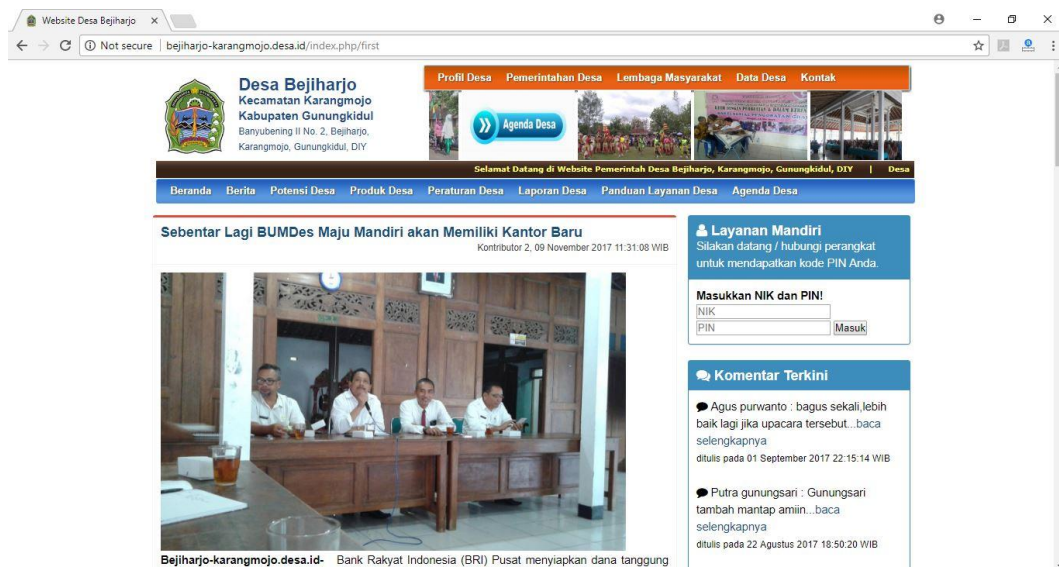 Website Desa Bejiharjo
Not secure | bejiharjo-karangmojo.desa.id/index.php/first
Desa Bejiharjo
Kecamatan Karangmojo
Kabupaten Gunungkidul
Banyubening II No. 2, Bejiharjo,
Karangmojo, Gunungkidul, DIY
Profil Desa Pemerintahan Desa Lembaga Masyarakat Data Desa Kontak
Agenda Desa
Selamat Datang di Website Pemerintah Desa Bejiharjo, Karangmojo, Gunungkidul, DIY | Desa
Beranda Berita Potensi Desa Produk Desa Peraturan Desa Laporan Desa Panduan Layanan Desa Agenda Desa
Sebentar Lagi BUMDes Maju Mandiri akan Memiliki Kantor Baru
Kontributor 2, 09 November 2017 11:31:08 WIB
Bejiharjo-karangmojo.desa.id- Bank Rakyat Indonesia (BRI) Pusat menyiapkan dana tanggung
Layanan Mandiri
Silakan datang / hubungi perangkat
untuk mendapatkan kode PIN Anda.
Masukkan NIK dan PIN!
NIK
PIN
Masuk
Komentar Terkini
Agus purwanto : bagus sekali,lebih
baik lagi jika upacara tersebut...baca
selengkapnya
ditulis pada 01 September 2017 22:15:14 WIB
Putra gunungsari : Gunungsari
tambah mantap amiin...baca
selengkapnya
ditulis pada 22 Agustus 2017 18:50:20 WIB